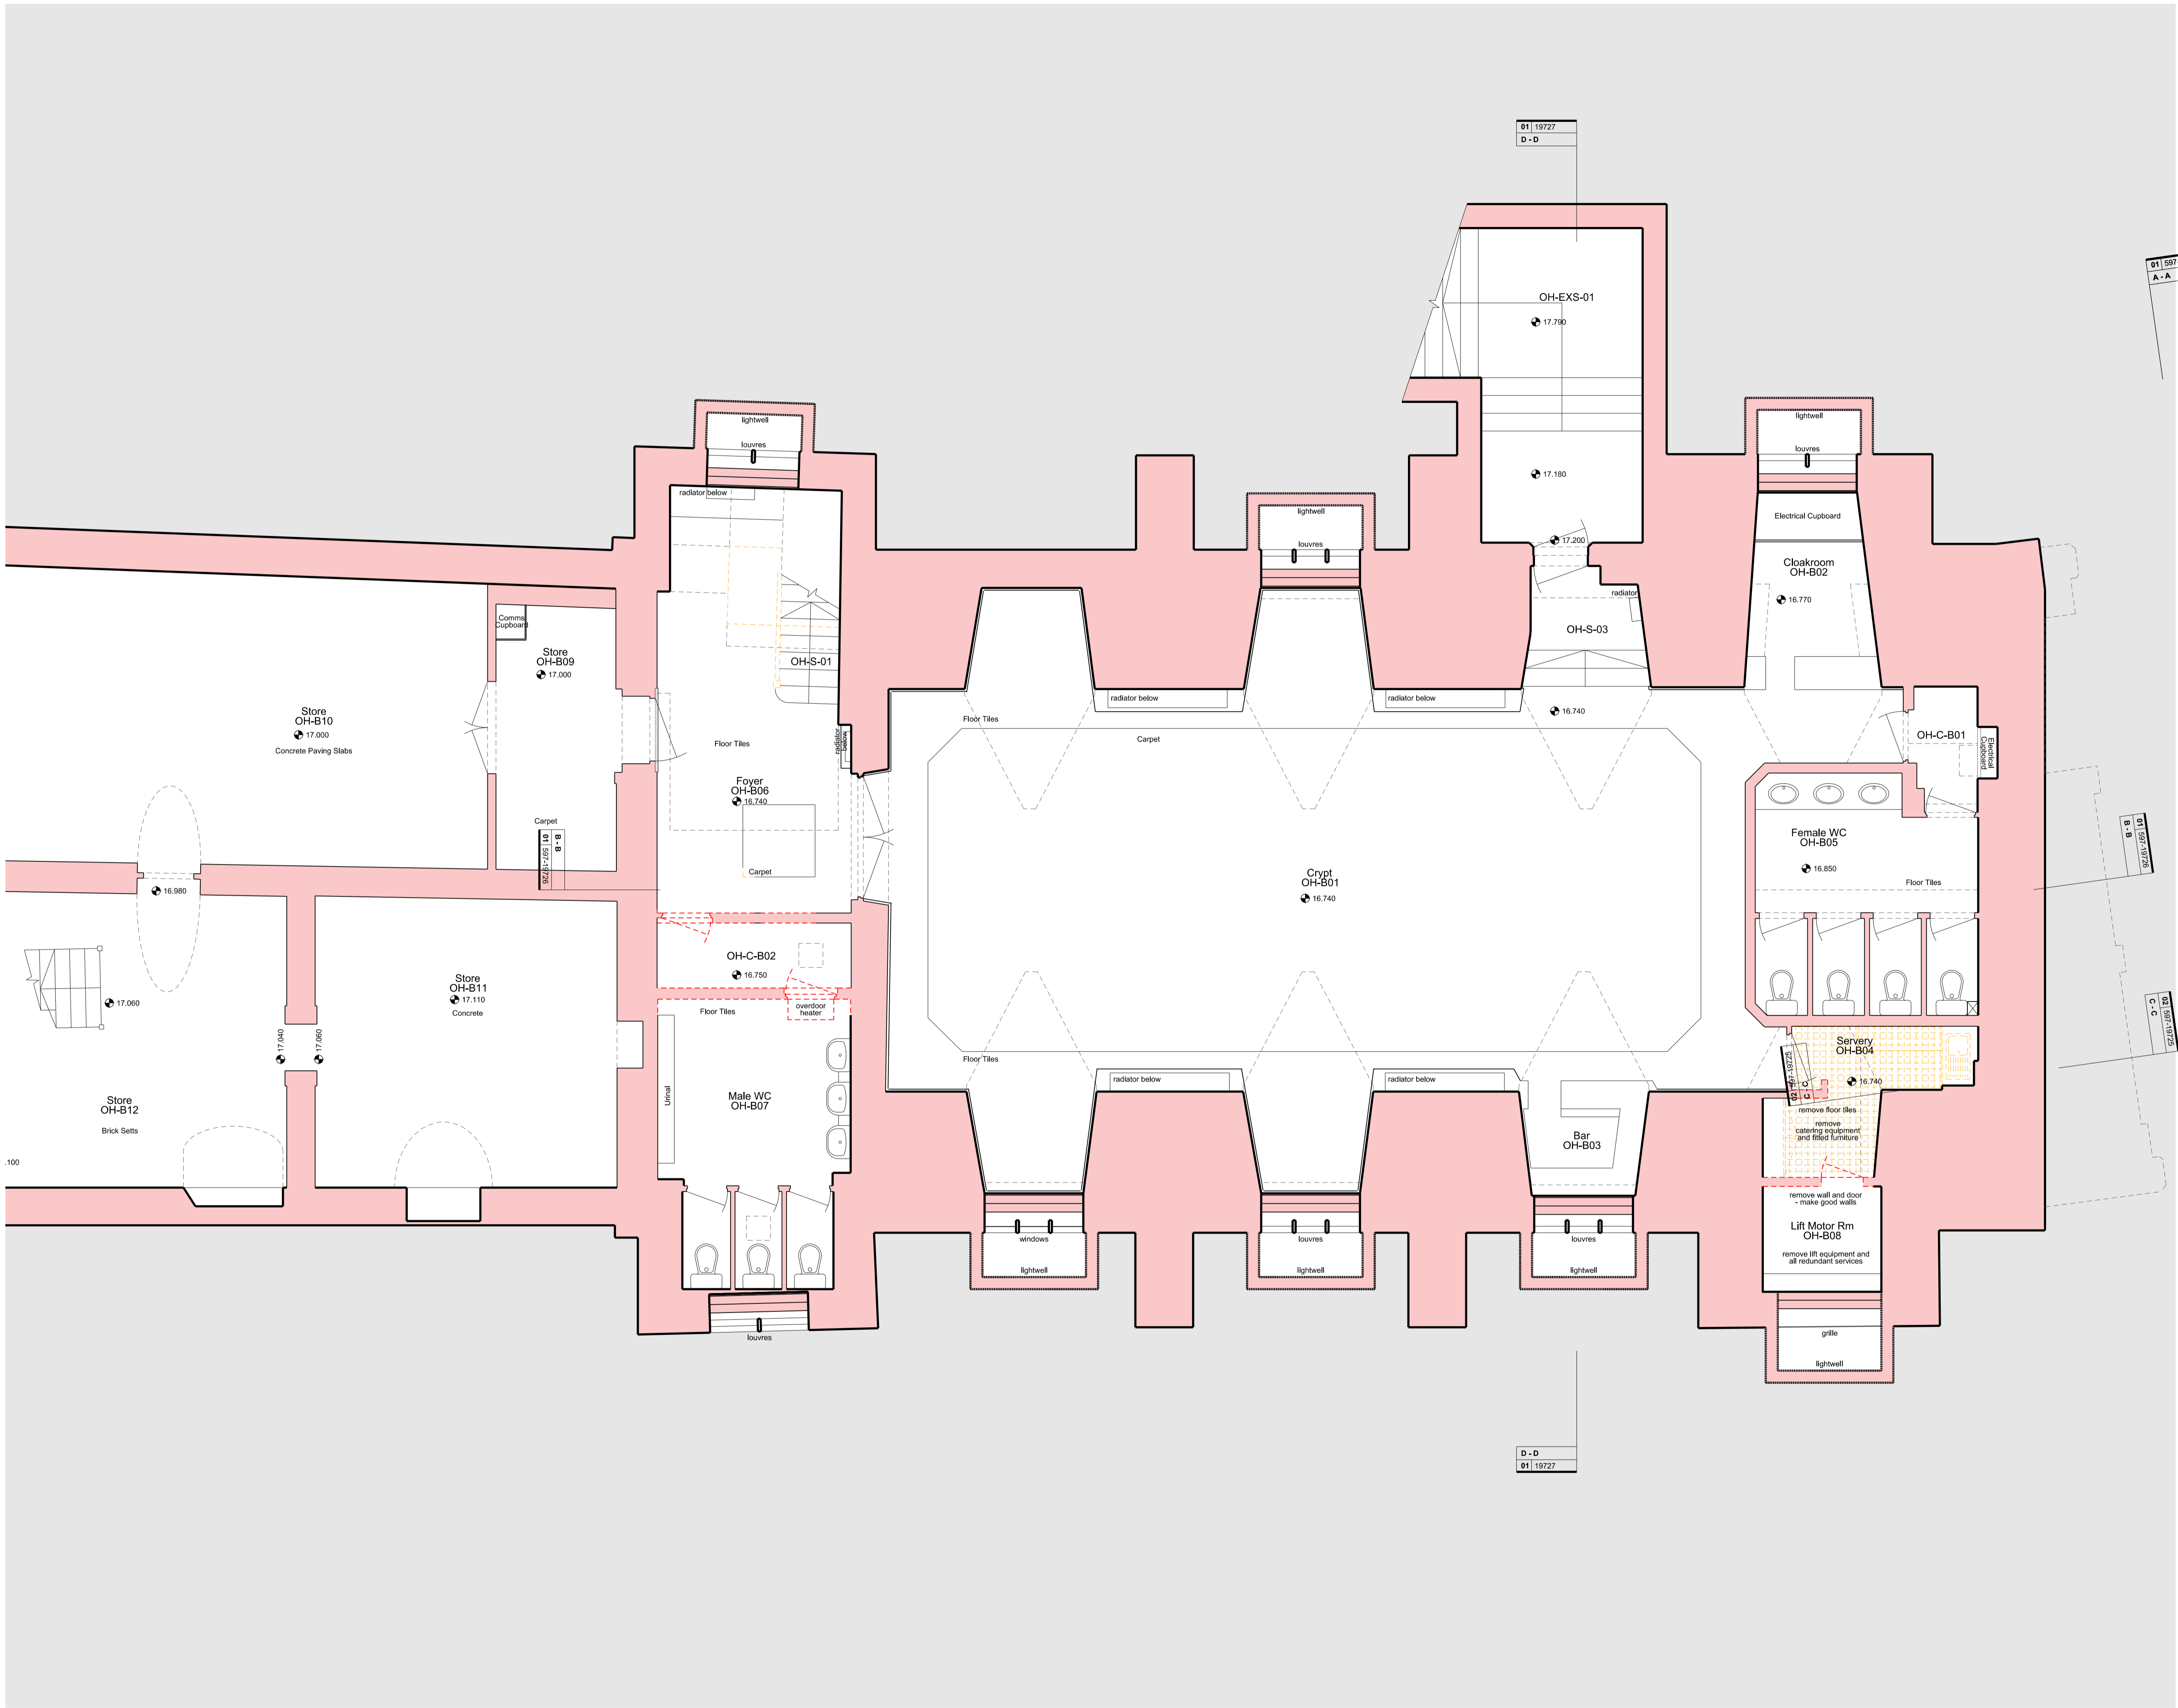 01 19727
D - D
01 597-
A - A
OH-EXS-01
17.790
17.180
17.200
lightwell
louvres
radiator below
lightwell
louvres
lightwell
louvres
Electrical Cupboard
Cloakroom
OH-B02
16.770
radiator
OH-S-03
16.740
Comms
Cupboard
Store
OH-B09
17.000
OH-S-01
Store
OH-B10
17.000
Concrete Paving Slabs
Floor Tiles
radiator
below
Foyer
OH-B06
16.740
Carpet
Carpet
B - B
01 597-19726
Floor Tiles
radiator below
radiator below
Carpet
OH-C-B01
Electrical
Cupboard
Female WC
OH-B05
16.850
Floor Tiles
01 597-19726
B - B
Crypt
OH-B01
16.740
16.980
OH-C-B02
16.750
overdoor
heater
Floor Tiles
Store
OH-B11
17.110
Concrete
17.060
17.040
17.060
02 597-19725
C - C
Servery
OH-B04
16.740
02 597-19725
C - C
remove floor tiles
remove
catering equipment
and fitted furniture
Floor Tiles
radiator below
radiator below
Urinal
Male WC
OH-B07
Store
OH-B12
Brick Setts
.100
Bar
OH-B03
remove wall and door
- make good walls
Lift Motor Rm
OH-B08
remove lift equipment and
all redundant services
windows
lightwell
louvres
lightwell
louvres
lightwell
grille
lightwell
louvres
D - D
01 19727